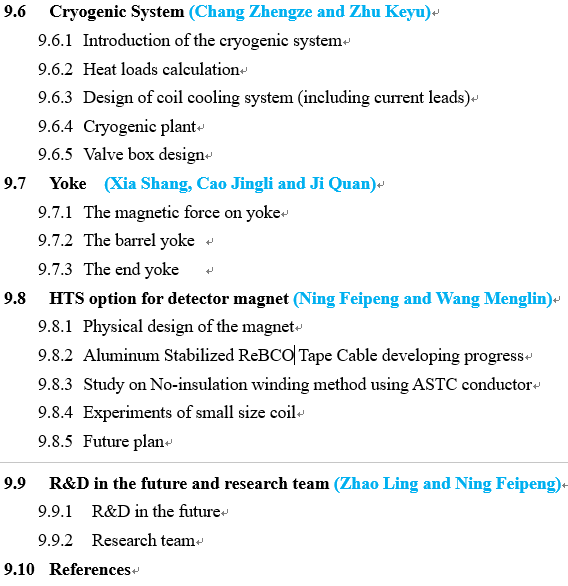 9.6 Cryogenic System (Chang Zhengze and Zhu Keyu)
9.6.1 Introduction of the cryogenic system
9.6.2 Heat loads calculation
9.6.3 Design of coil cooling system (including current leads)
9.6.4 Cryogenic plant
9.6.5 Valve box design
9.7 Yoke (Xia Shang, Cao Jingli and Ji Quan)
9.7.1 The magnetic force on yoke
9.7.2 The barrel yoke
9.7.3 The end yoke
9.8 HTS option for detector magnet (Ning Feipeng and Wang Menglin)
9.8.1 Physical design of the magnet
9.8.2 Aluminum Stabilized ReBCO Tape Cable developing progress
9.8.3 Study on No-insulation winding method using ASTC conductor
9.8.4 Experiments of small size coil
9.8.5 Future plan
9.9 R&D in the future and research team (Zhao Ling and Ning Feipeng)
9.9.1 R&D in the future
9.9.2 Research team
9.10 References